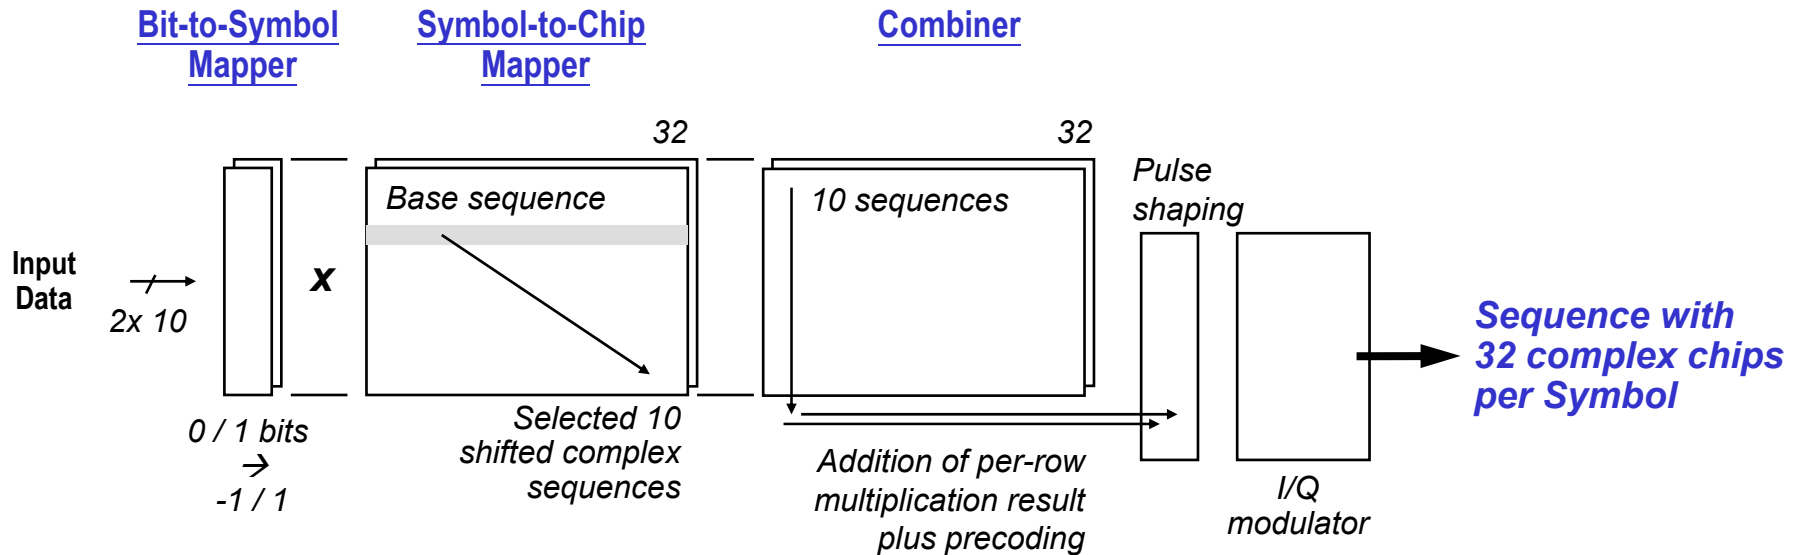 Bit-to-Symbol
Mapper
Symbol-to-Chip
Mapper
Combiner
32
32
Base sequence
10 sequences
Pulse
shaping
Input
Data
2x 10
x
Sequence with
32 complex chips
per Symbol
0 / 1 bits
→
-1 / 1
Selected 10
shifted complex
sequences
Addition of per-row
multiplication result
plus precoding
I/Q
modulator